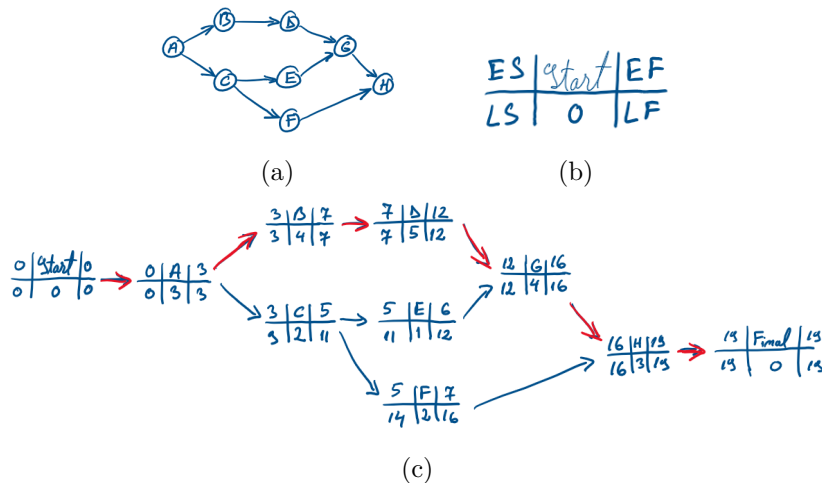 B D
A G
C E H
F
ES | Start | EF
LS | 0 | LF
(a) (b)
3 | B | 7
3 | 4 | 7
7 | D | 12
7 | 5 | 12
0 | Start | 0
0 | 0 | 0
0 | A | 3
0 | 3 | 3
12 | G | 16
12 | 4 | 16
3 | C | 5
9 | 2 | 11
5 | E | 6
11 | 1 | 12
16 | H | 19
16 | 3 | 19
19 | Final | 19
19 | 0 | 19
5 | F | 7
14 | 2 | 16
(c)